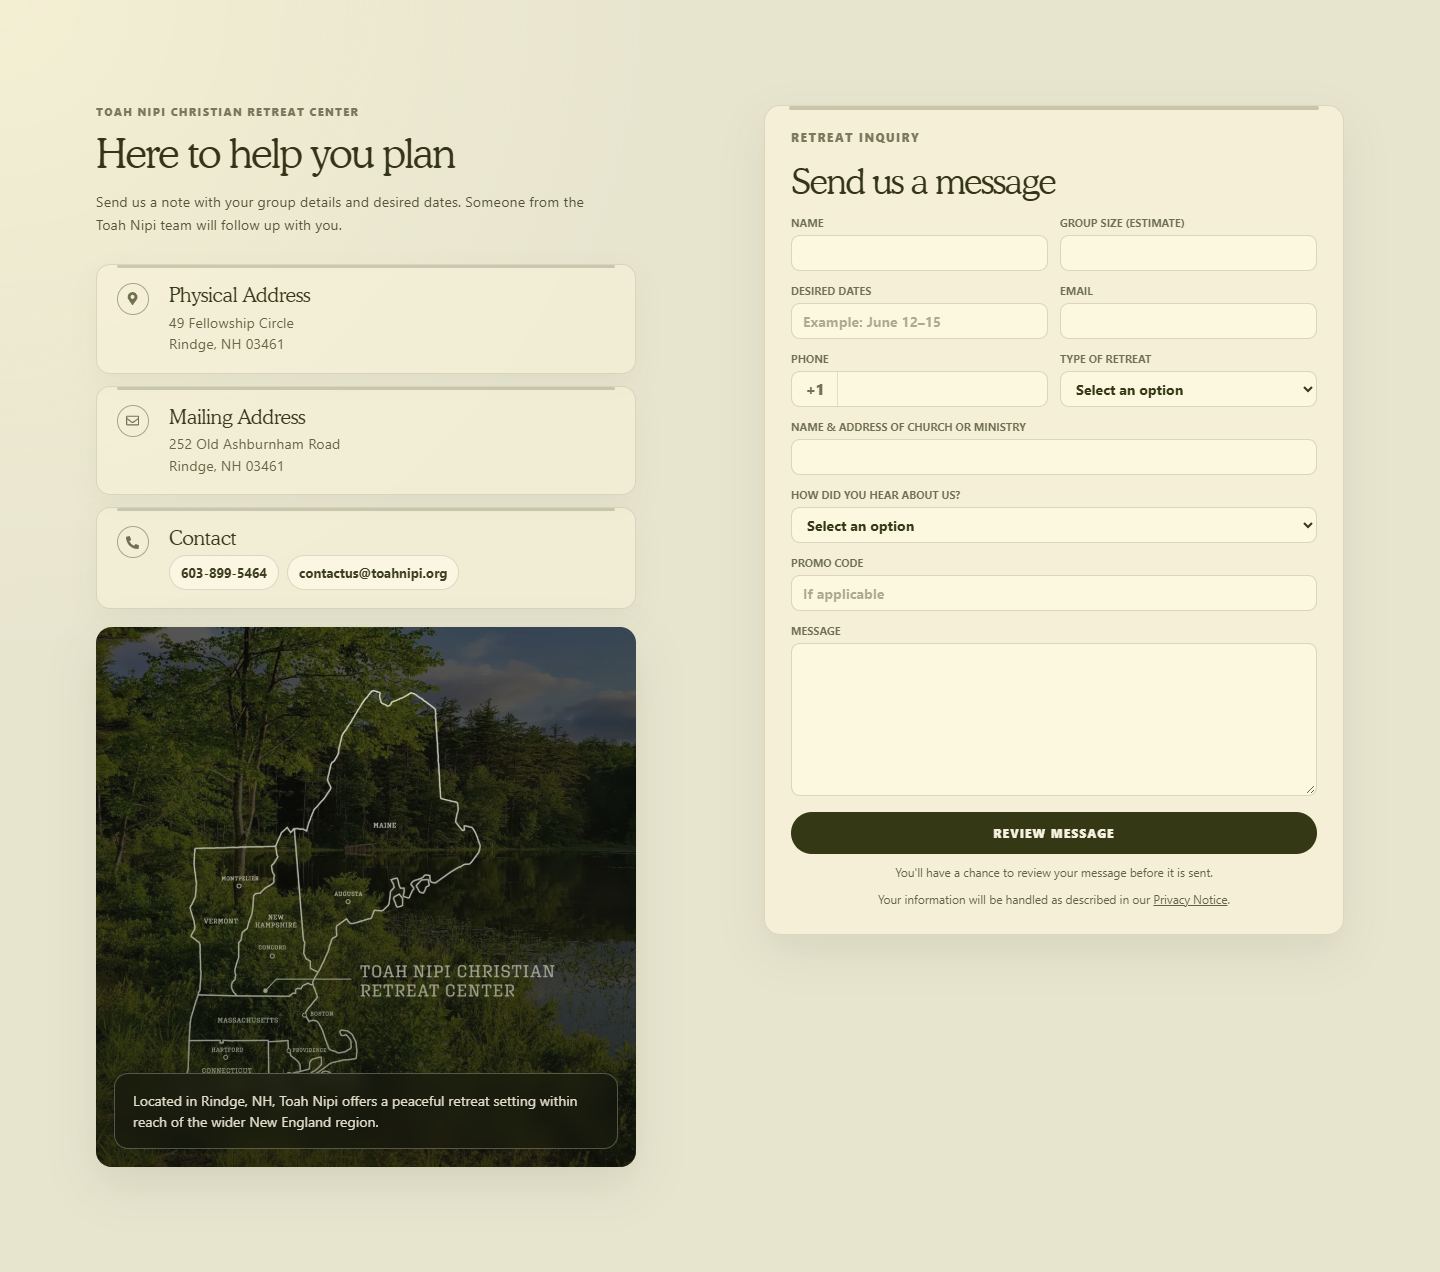 TOAH NIPI CHRISTIAN RETREAT CENTER
Here to help you plan
Send us a note with your group details and desired dates. Someone from the
Toah Nipi team will follow up with you.
Physical Address
49 Fellowship Circle
Rindge, NH 03461
Mailing Address
252 Old Ashburnham Road
Rindge, NH 03461
Contact
603-899-5464 contactus@toahnipi.org
MAINE
MONTPELIER
AUGUSTA
VERMONT
NEW
HAMPSHIRE
CONCORD
TOAH NIPI CHRISTIAN
RETREAT CENTER
MASSACHUSETTS
BOSTON
HARTFORD
PROVIDENCE
CONNECTICUT
Located in Rindge, NH, Toah Nipi offers a peaceful retreat setting within
reach of the wider New England region.
RETREAT INQUIRY
Send us a message
NAME GROUP SIZE (ESTIMATE)
DESIRED DATES EMAIL
Example: June 12–15
PHONE TYPE OF RETREAT
+1 Select an option
NAME & ADDRESS OF CHURCH OR MINISTRY
HOW DID YOU HEAR ABOUT US?
Select an option
PROMO CODE
If applicable
MESSAGE
REVIEW MESSAGE
You'll have a chance to review your message before it is sent.
Your information will be handled as described in our Privacy Notice.